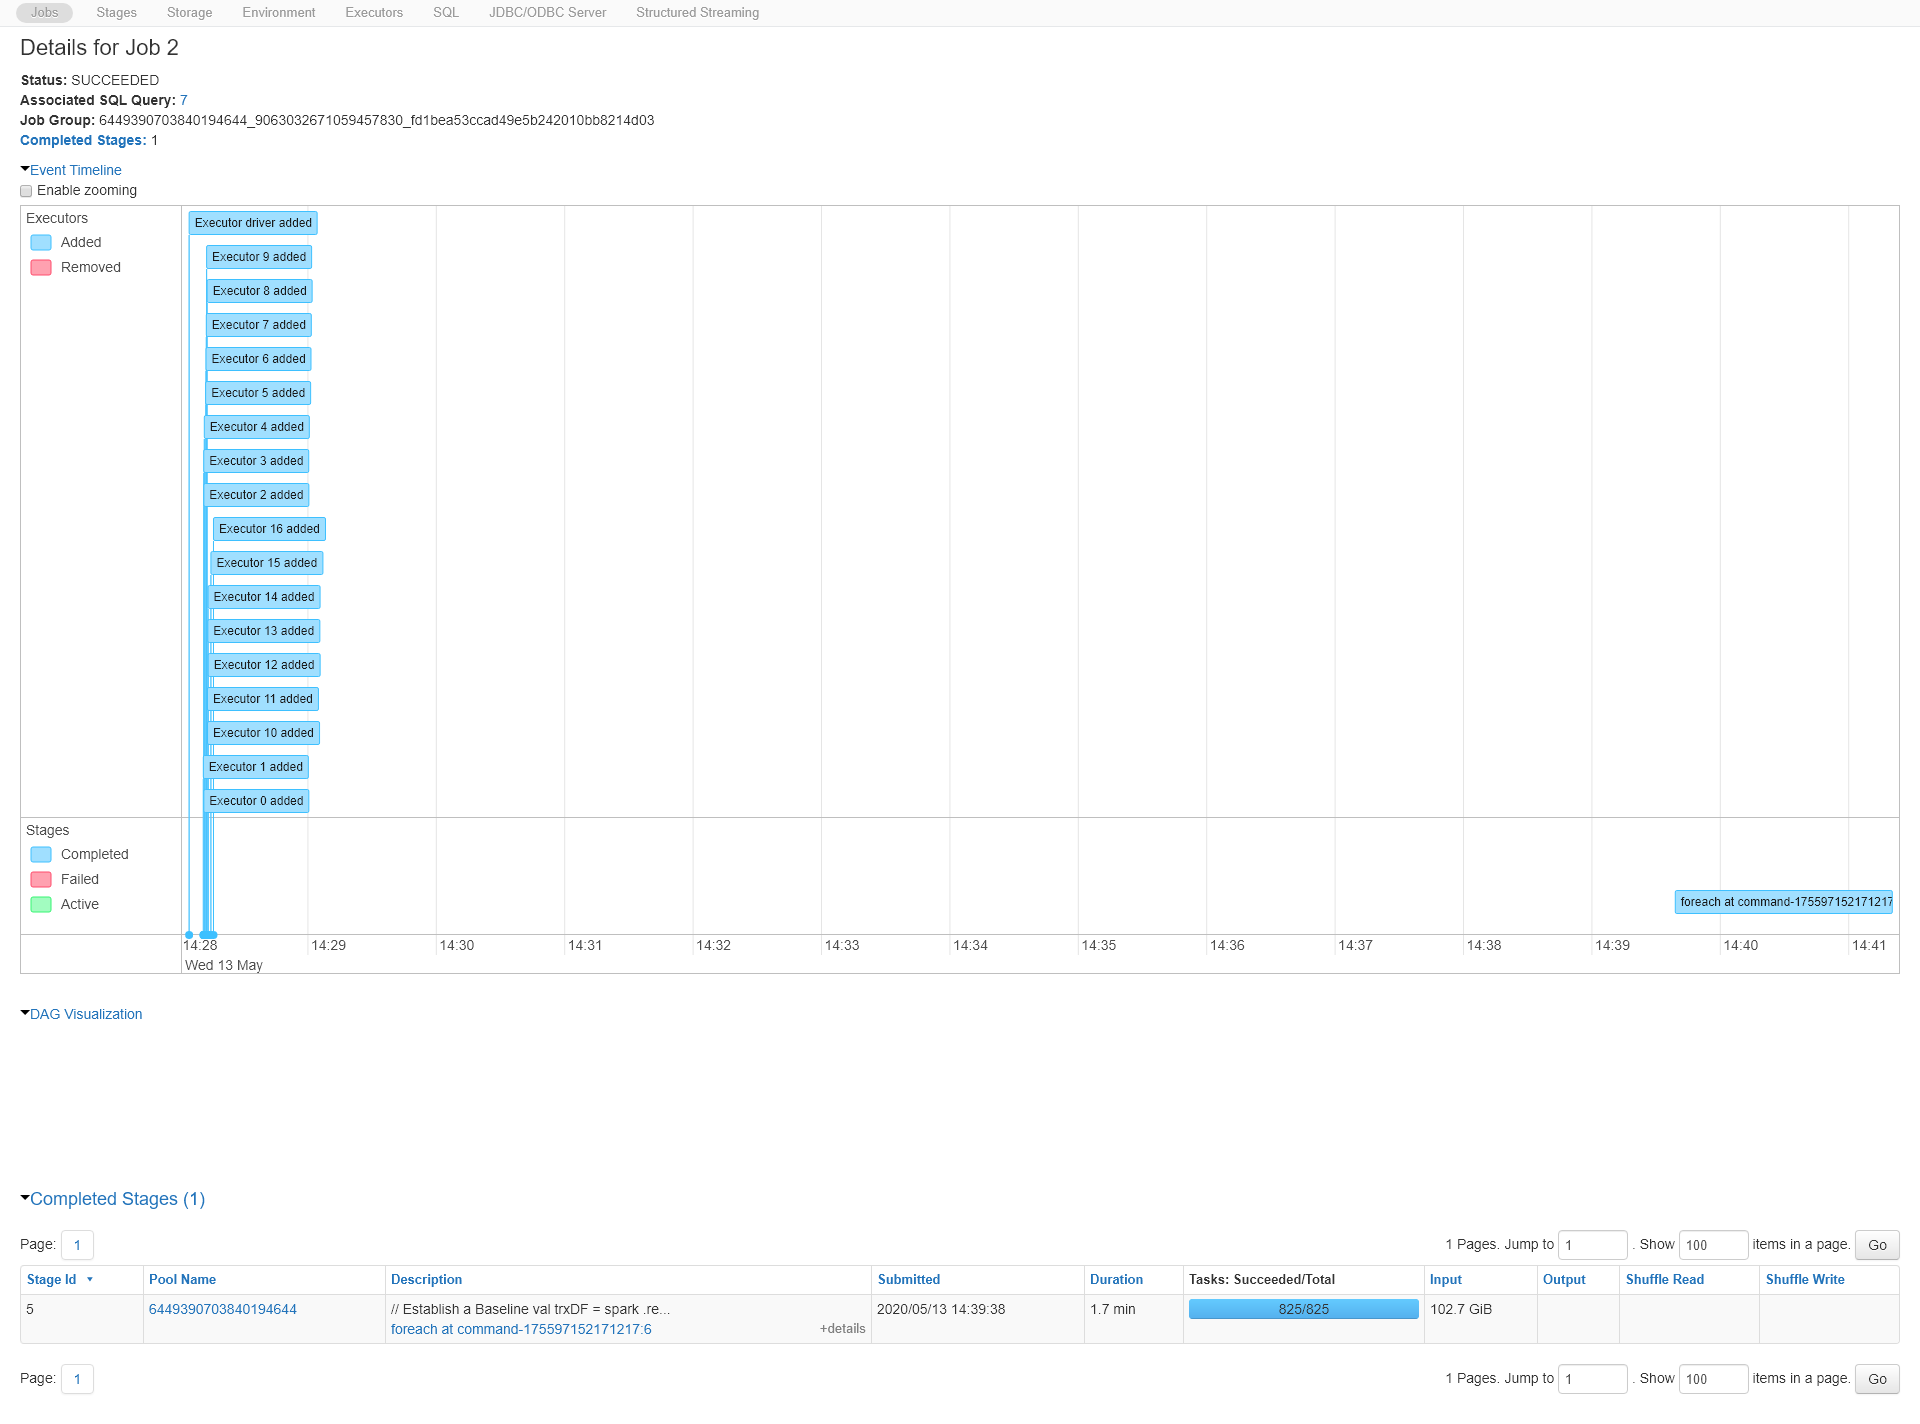 Jobs Stages Storage Environment Executors SQL JDBC/ODBC Server Structured Streaming
Details for Job 2
Status: SUCCEEDED
Associated SQL Query: 7
Job Group: 6449390703840194644_9063032671059457830_fd1bea53ccad49e5b242010bb8214d03
Completed Stages: 1
Event Timeline
Enable zooming
Executors
Added
Removed
Executor driver added
Executor 9 added
Executor 8 added
Executor 7 added
Executor 6 added
Executor 5 added
Executor 4 added
Executor 3 added
Executor 2 added
Executor 16 added
Executor 15 added
Executor 14 added
Executor 13 added
Executor 12 added
Executor 11 added
Executor 10 added
Executor 1 added
Executor 0 added
Stages
Completed
Failed
Active
foreach at command-175597152171217
14:28 14:29 14:30 14:31 14:32 14:33 14:34 14:35 14:36 14:37 14:38 14:39 14:40 14:41
Wed 13 May
DAG Visualization
Completed Stages (1)
Page: 1 1 Pages. Jump to 1 . Show 100 items in a page. Go
Stage Id Pool Name Description Submitted Duration Tasks: Succeeded/Total Input Output Shuffle Read Shuffle Write
5 6449390703840194644 // Establish a Baseline val trxDF = spark .re... 2020/05/13 14:39:38 1.7 min 825/825 102.7 GiB
foreach at command-175597152171217:6 +details
Page: 1 1 Pages. Jump to 1 . Show 100 items in a page. Go